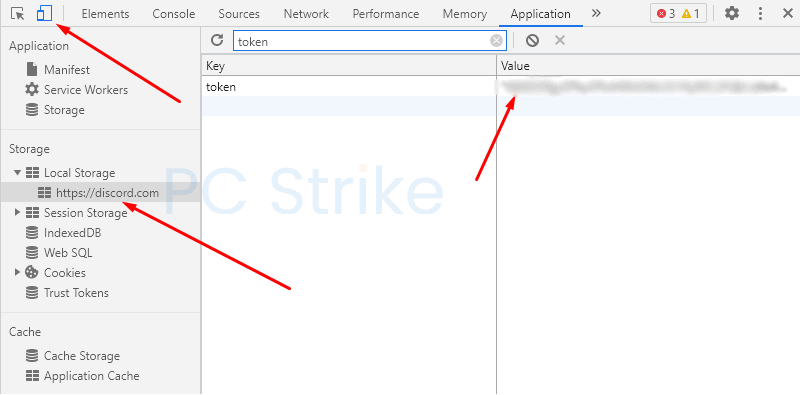 Elements Console Sources Network Performance Memory Application » 3 1
Application
Manifest
Service Workers
Storage
Storage
Local Storage
https://discord.com
Session Storage
IndexedDB
Web SQL
Cookies
Trust Tokens
Cache
Cache Storage
Application Cache
token
Key Value
token
PC Strike